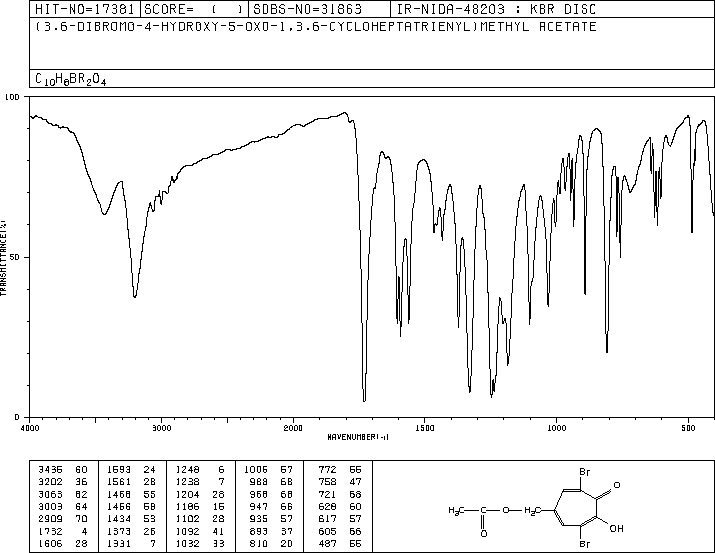 HIT-NO=17381 SCORE= ( ) SDBS-NO=31863 IR-NIDA-48203 : KBR DISC
(3,6-DIBROMO-4-HYDROXY-5-OXO-1,3,6-CYCLOHEPTATRIENYL)METHYL ACETATE
C10H8BR2O4
100
50
0
TRANSMITTANCE(%)
4000 3000 2000 1500 1000 500
WAVENUMBER(-1)
3435 60 1593 24 1248 6 1006 57 772 55
3202 36 1561 28 1238 7 988 68 758 47
3063 62 1468 55 1204 28 968 68 721 68
3003 64 1456 58 1186 15 947 66 628 60
2909 70 1434 53 1102 28 935 57 617 57
1732 4 1373 26 1092 41 893 37 605 56
1606 28 1331 7 1032 33 810 20 487 55
Br
O
H3C O H2C
O OH
Br